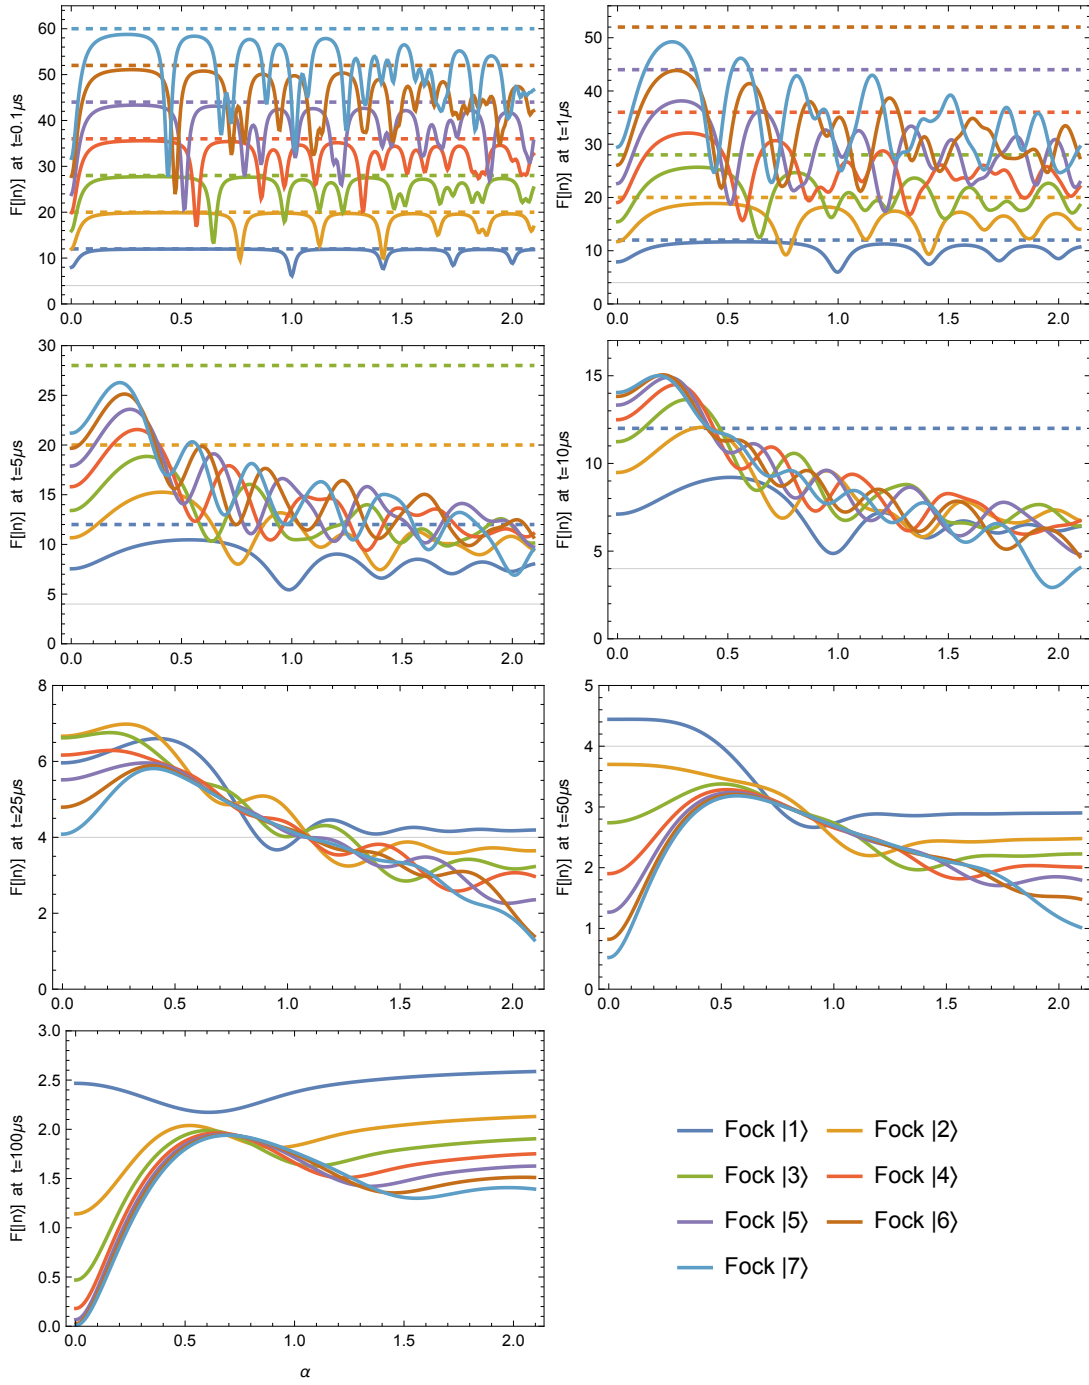 F[|n⟩] at t=0.1μs
60
50
40
30
20
10
0
0.0 0.5 1.0 1.5 2.0
F[|n⟩] at t=1μs
50
40
30
20
10
0
0.0 0.5 1.0 1.5 2.0
F[|n⟩] at t=5μs
30
25
20
15
10
5
0
0.0 0.5 1.0 1.5 2.0
F[|n⟩] at t=10μs
15
10
5
0
0.0 0.5 1.0 1.5 2.0
F[|n⟩] at t=25μs
8
6
4
2
0
0.0 0.5 1.0 1.5 2.0
F[|n⟩] at t=50μs
5
4
3
2
1
0
0.0 0.5 1.0 1.5 2.0
F[|n⟩] at t=100μs
3.0
2.5
2.0
1.5
1.0
0.5
0.0
0.0 0.5 1.0 1.5 2.0
α
Fock |1⟩ Fock |2⟩
Fock |3⟩ Fock |4⟩
Fock |5⟩ Fock |6⟩
Fock |7⟩